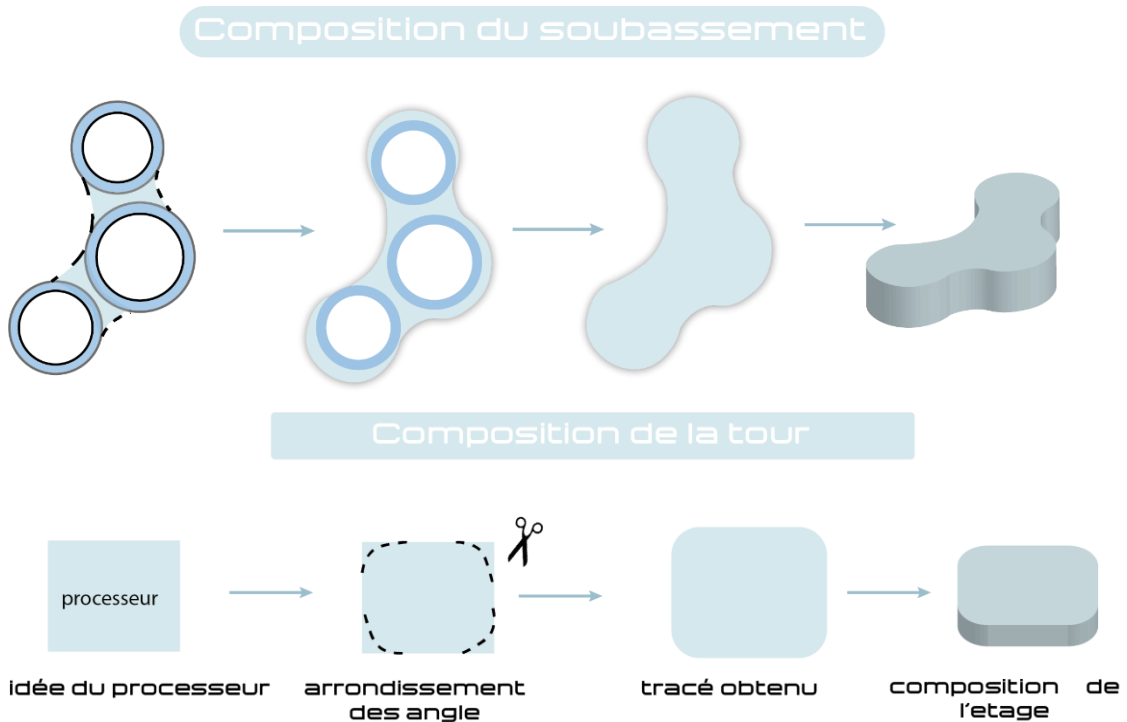 Composition du soubassement
Composition de la tour
processeur
idée du processeur
arrondissement
des angle
tracé obtenu
composition de
l'etage